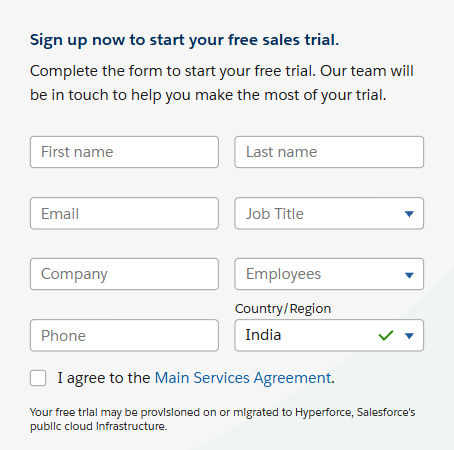 Sign up now to start your free sales trial.
Complete the form to start your free trial. Our team will
be in touch to help you make the most of your trial.
First name
Last name
Email
Job Title
Company
Employees
Country/Region
Phone
India
I agree to the Main Services Agreement.
Your free trial may be provisioned on or migrated to Hyperforce, Salesforce's
public cloud infrastructure.